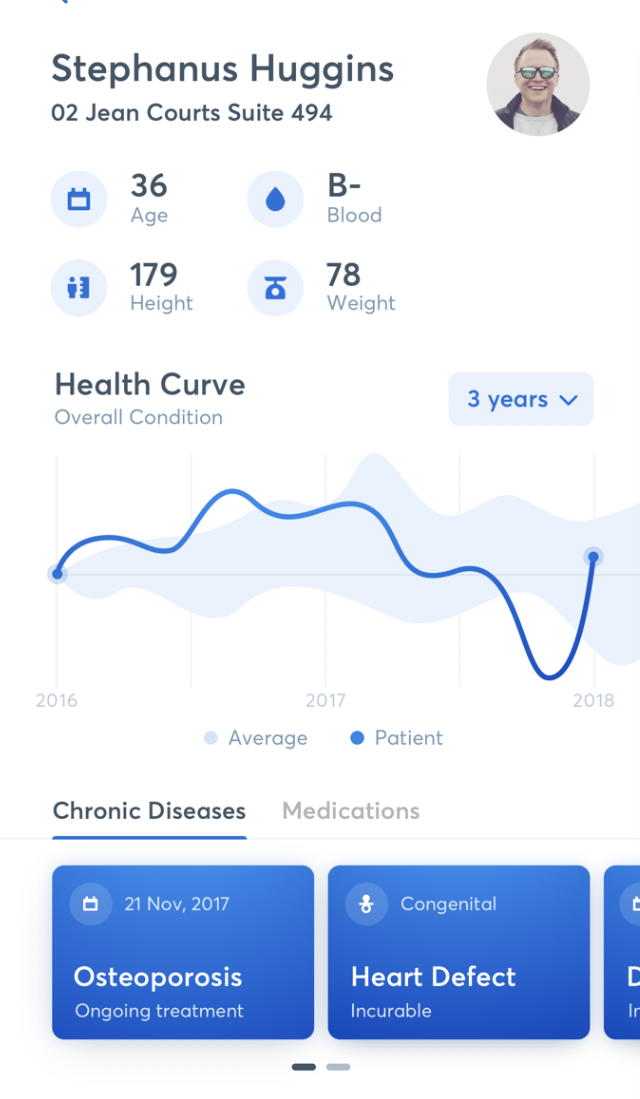 Stephanus Huggins
02 Jean Courts Suite 494
36
Age
B-
Blood
179
Height
78
Weight
Health Curve
Overall Condition
3 years
2016
2017
2018
Average
Patient
Chronic Diseases
Medications
21 Nov, 2017
Osteoporosis
Ongoing treatment
Congenital
Heart Defect
Incurable